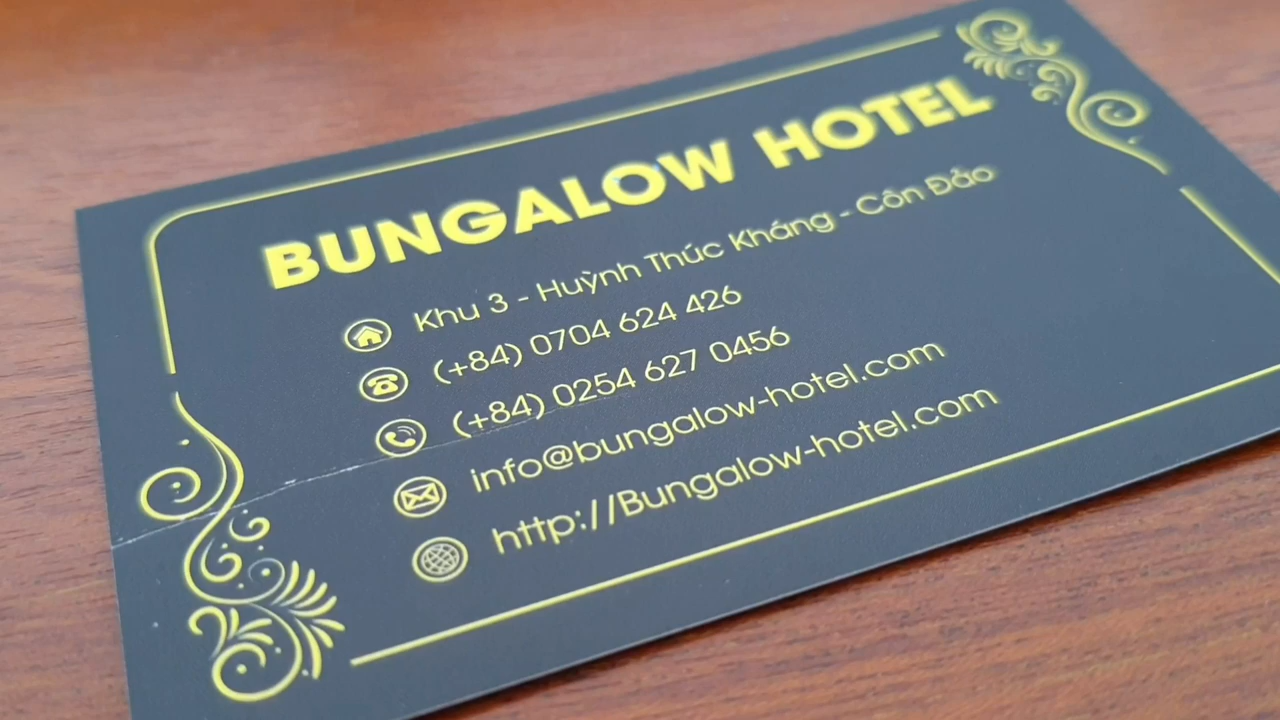 BUNGALOW HOTEL
Khu 3 - Huỳnh Thúc Kháng - Côn Đảo
(+84) 0704 624 426
(+84) 0254 627 0456
info@bungalow-hotel.com
http://Bungalow-hotel.com